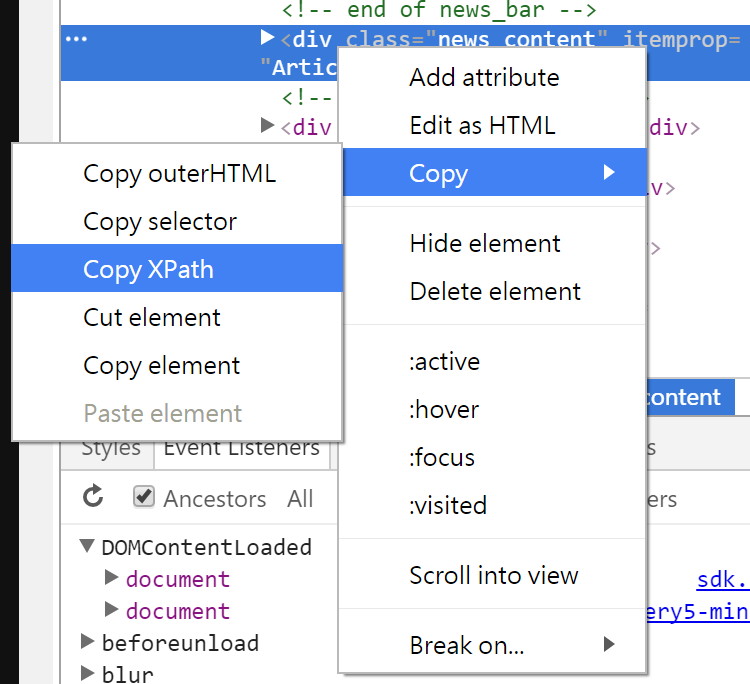 <!-- end of news_bar -->
<div class="news_content" itemprop=
"Artic
<!--
<div
div>
Add attribute
Edit as HTML
Copy
Copy outerHTML
Copy selector
Copy XPath
Cut element
Copy element
Paste element
Hide element
Delete element
:active
:hover
:focus
:visited
Scroll into view
Break on...
content
Styles
Event Listeners
Ancestors
All
DOMContentLoaded
document
sdk.
document
ery5-min
beforeunload
blur